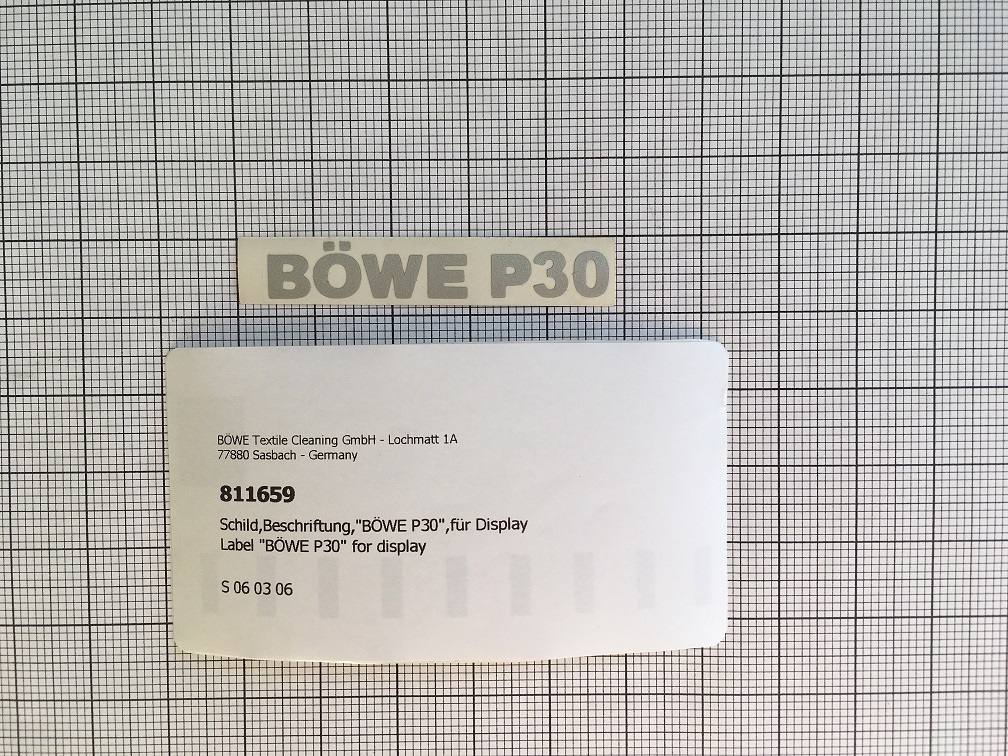 BÖWE P30
BÖWE Textile Cleaning GmbH - Lochmatt 1A
77880 Sasbach - Germany
811659
Schild,Beschriftung,"BÖWE P30",für Display
Label "BÖWE P30" for display
S 06 03 06